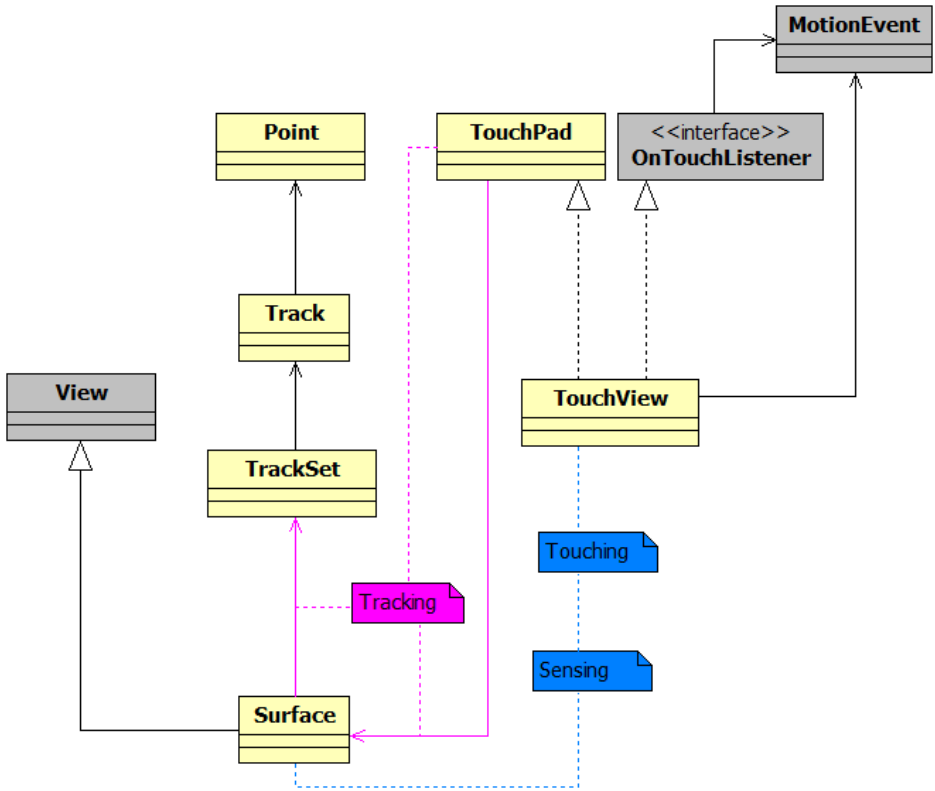 MotionEvent
Point
TouchPad
<<interface>>
OnTouchListener
Track
View
TouchView
TrackSet
Touching
Tracking
Sensing
Surface